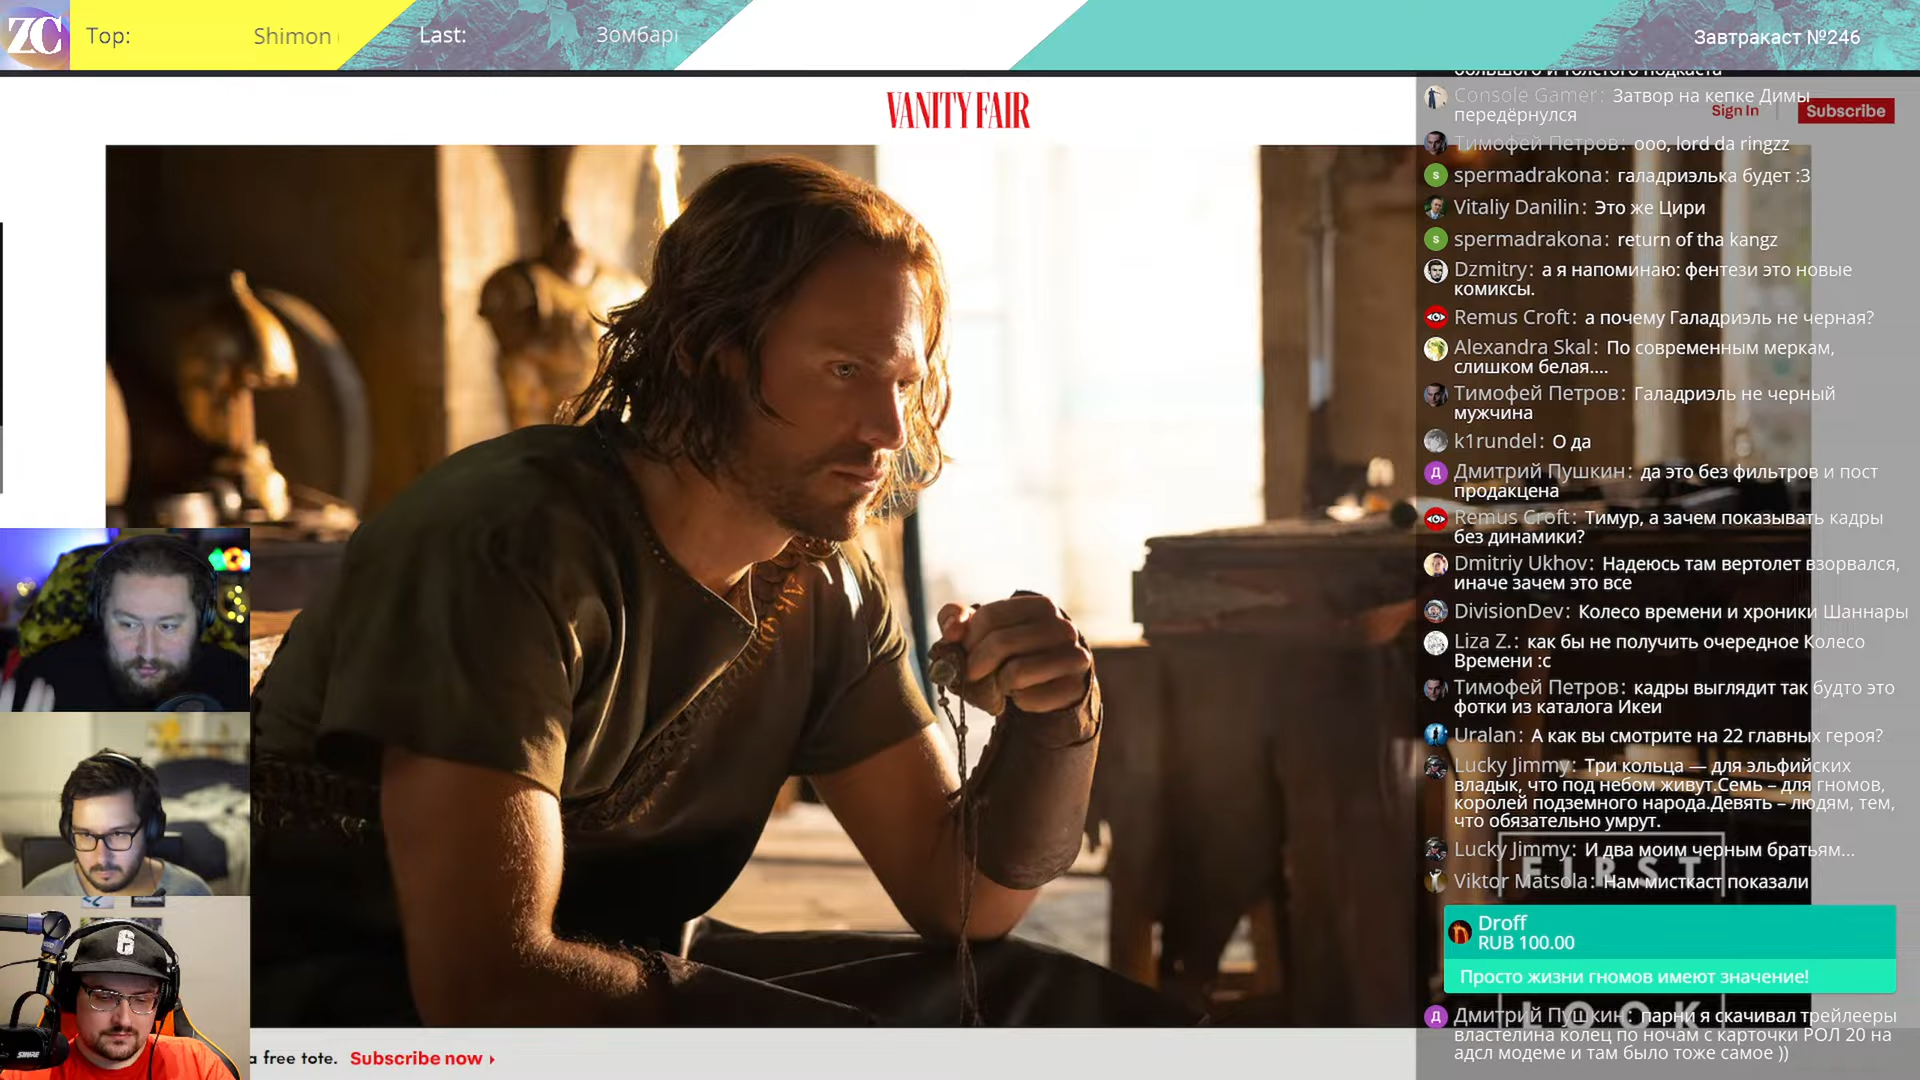 ZC
Top:
Shimon
Last:
Завтракаст №246
VANITY FAIR
Sign In
Subscribe
большого и толстого подкаста
Console Gamer: Затвор на кепке Димы
передёрнулся
Тимофей Петров: ооо, lord da ringzz
spermadrakona: галадриэлька будет :3
Vitaliy Danilin: Это же Цири
spermadrakona: return of tha kangz
Dzmitry: а я напоминаю: фентези это новые
комиксы.
Remus Croft: а почему Галадриэль не черная?
Alexandra Skal: По современным меркам,
слишком белая....
Тимофей Петров: Галадриэль не черный
мужчина
k1rundel: О да
Дмитрий Пушкин: да это без фильтров и пост
продакцена
Remus Croft: Тимур, а зачем показывать кадры
без динамики?
Dmitriy Ukhov: Надеюсь там вертолет взорвался,
иначе зачем это все
DivisionDev: Колесо времени и хроники Шаннары
Liza Z.: как бы не получить очередное Колесо
Времени :с
Тимофей Петров: кадры выглядит так будто это
фотки из каталога Икеи
Uralan: А как вы смотрите на 22 главных героя?
Lucky Jimmy: Три кольца — для эльфийских
владык, что под небом живут.Семь – для гномов,
королей подземного народа.Девять – людям, тем,
что обязательно умрут.
Lucky Jimmy: И два моим черным братьям...
FIRST
Viktor Matsola: Нам мисткаст показали
Droff
RUB 100.00
Просто жизни гномов имеют значение!
LOOK
Дмитрий Пушкин: парни я скачивал трейлееры
властелина колец по ночам с карточки РОЛ 20 на
адсл модеме и там было тоже самое ))
a free tote. Subscribe now